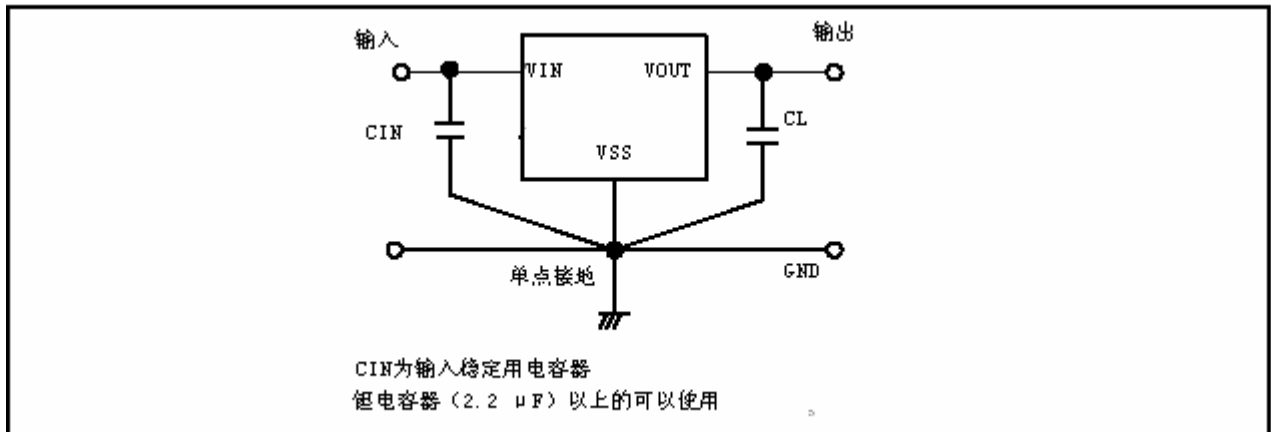 输入
输出
VIN
VOUT
CIN
CL
VSS
单点接地
GND
CIN为输入稳定用电容器
钽电容器（2.2 μF）以上的可以使用